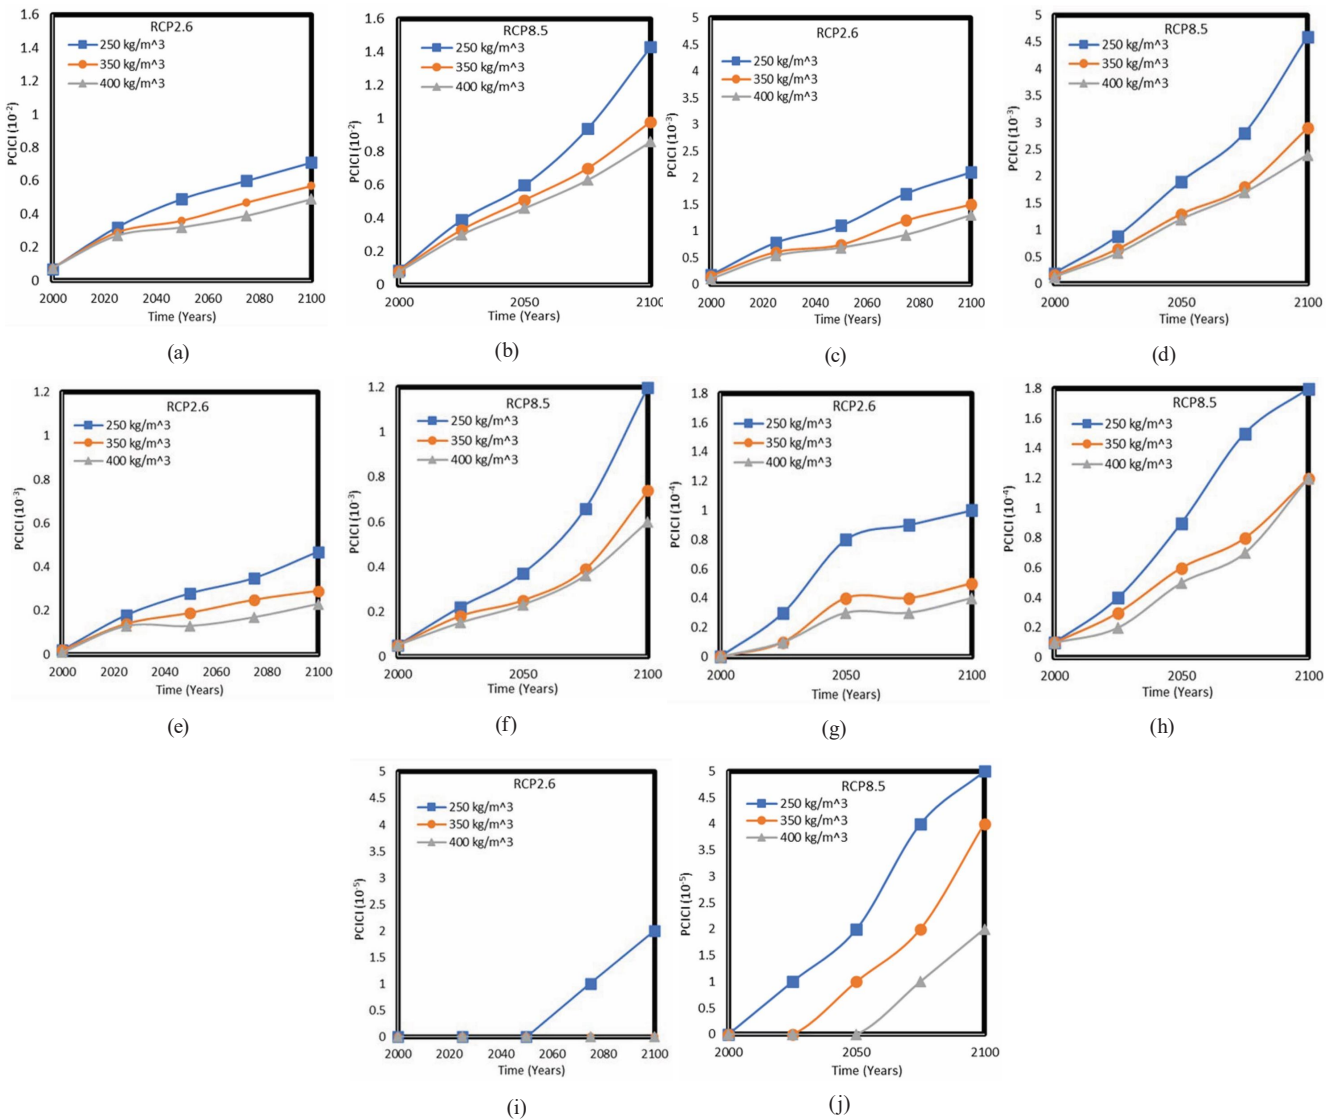 RCP2.6
250 kg/m^3
350 kg/m^3
400 kg/m^3
PCICI (10-2)
1.6
1.4
1.2
1
0.8
0.6
0.4
0.2
0
2000 2020 2040 2060 2080 2100
Time (Years)
(a)
RCP8.5
250 kg/m^3
350 kg/m^3
400 kg/m^3
PCICI (10-2)
1.6
1.4
1.2
1
0.8
0.6
0.4
0.2
0
2000 2050 2100
Time (Years)
(b)
RCP2.6
250 kg/m^3
350 kg/m^3
400 kg/m^3
PCICI (10-3)
5
4.5
4
3.5
3
2.5
2
1.5
1
0.5
0
2000 2020 2040 2060 2080 2100
Time (Years)
(c)
RCP8.5
250 kg/m^3
350 kg/m^3
400 kg/m^3
PCICI (10-3)
5
4.5
4
3.5
3
2.5
2
1.5
1
0.5
0
2000 2050 2100
Time (Years)
(d)
RCP2.6
250 kg/m^3
350 kg/m^3
400 kg/m^3
PCICI (10-3)
1.2
1
0.8
0.6
0.4
0.2
0
2000 2020 2040 2060 2080 2100
Time (Years)
(e)
RCP8.5
250 kg/m^3
350 kg/m^3
400 kg/m^3
PCICI (10-3)
1.2
1
0.8
0.6
0.4
0.2
0
2000 2050 2100
Time (Years)
(f)
RCP2.6
250 kg/m^3
350 kg/m^3
400 kg/m^3
PCICI (10-4)
1.8
1.6
1.4
1.2
1
0.8
0.6
0.4
0.2
0
2000 2050 2100
Time (Years)
(g)
RCP8.5
250 kg/m^3
350 kg/m^3
400 kg/m^3
PCICI (10-4)
1.8
1.6
1.4
1.2
1
0.8
0.6
0.4
0.2
0
2000 2050 2100
Time (Years)
(h)
RCP2.6
250 kg/m^3
350 kg/m^3
400 kg/m^3
PCICI (10-5)
5
4.5
4
3.5
3
2.5
2
1.5
1
0.5
0
2000 2020 2040 2060 2080 2100
Time (Years)
(i)
RCP8.5
250 kg/m^3
350 kg/m^3
400 kg/m^3
PCICI (10-5)
5
4.5
4
3.5
3
2.5
2
1.5
1
0.5
0
2000 2050 2100
Time (Years)
(j)